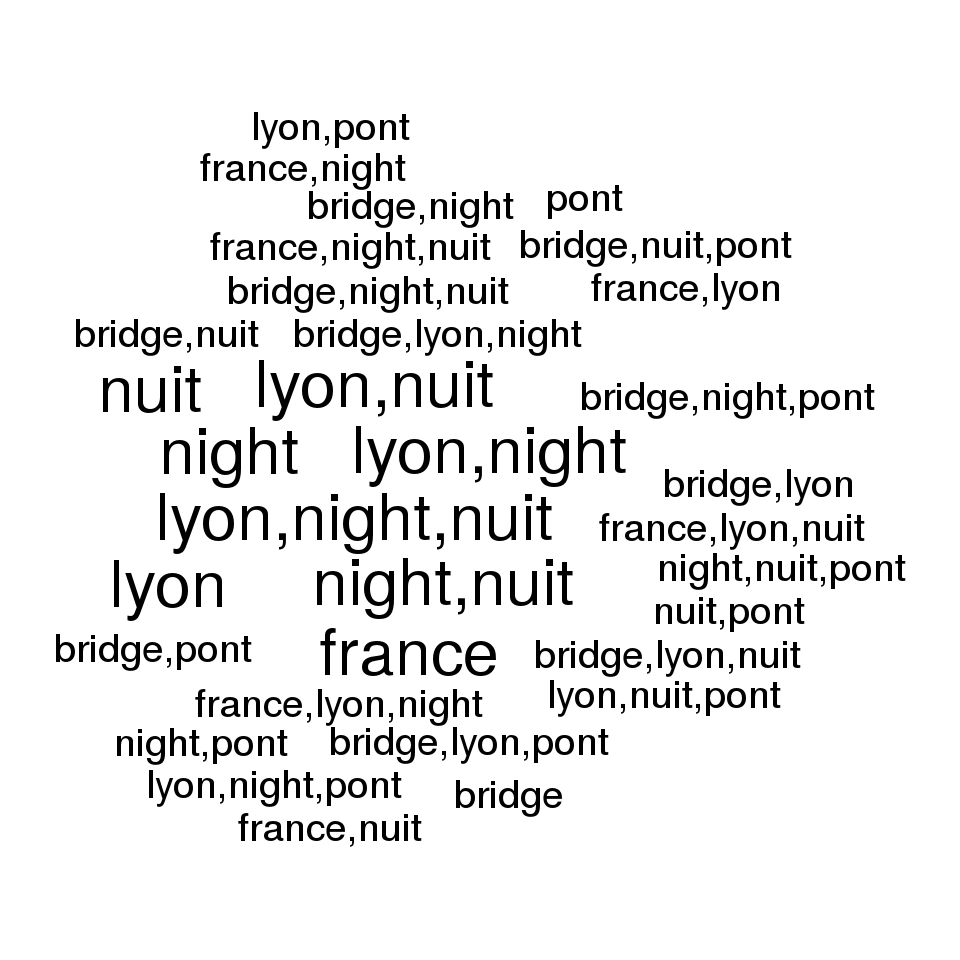 lyon,pont
france,night
bridge,night pont
france,night,nuit bridge,nuit,pont
bridge,night,nuit france,lyon
bridge,nuit bridge,lyon,night
nuit lyon,nuit bridge,night,pont
night lyon,night
bridge,lyon
lyon,night,nuit france,lyon,nuit
night,nuit,pont
lyon night,nuit
nuit,pont
bridge,pont france bridge,lyon,nuit
france,lyon,night lyon,nuit,pont
night,pont bridge,lyon,pont
lyon,night,pont bridge
france,nuit